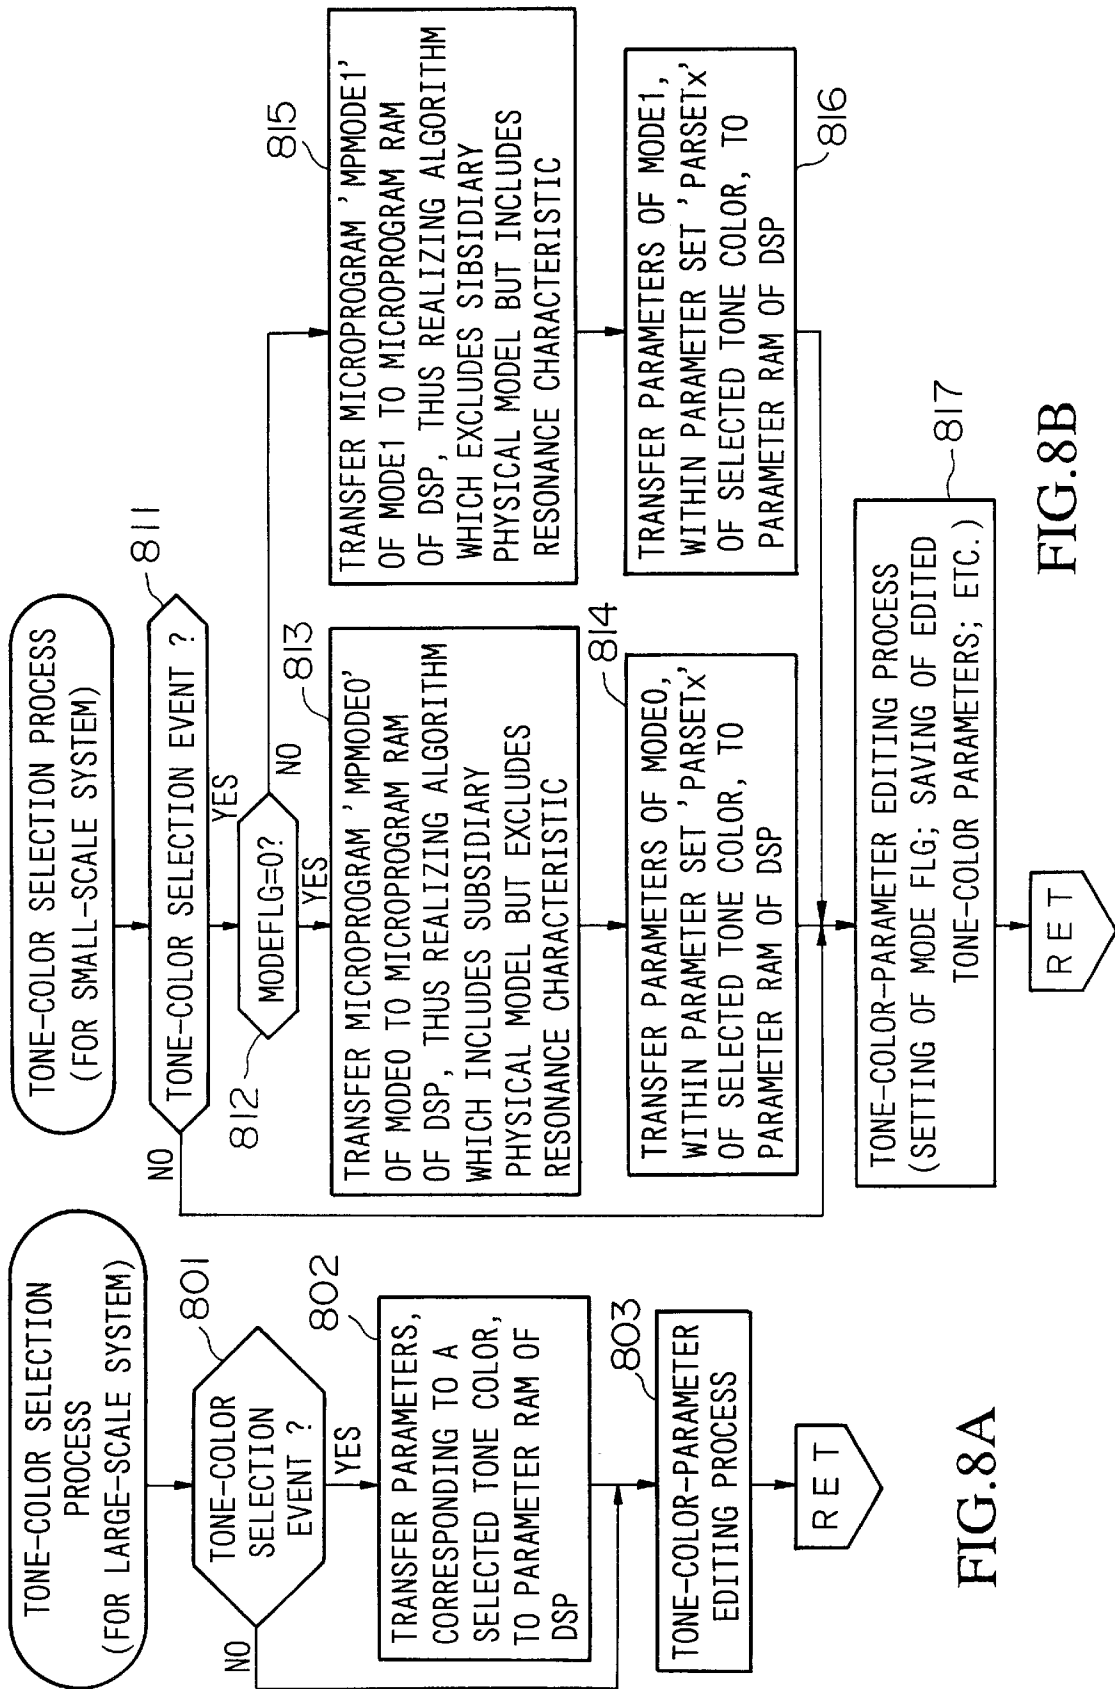 TONE-COLOR SELECTION
PROCESS
(FOR LARGE-SCALE SYSTEM)
801
TONE-COLOR
SELECTION
EVENT ?
NO
YES
802
TRANSFER PARAMETERS,
CORRESPONDING TO A
SELECTED TONE COLOR,
TO PARAMETER RAM OF
DSP
803
TONE-COLOR-PARAMETER
EDITING PROCESS
RET
FIG.8A
TONE-COLOR SELECTION PROCESS
(FOR SMALL-SCALE SYSTEM)
811
TONE-COLOR SELECTION EVENT ?
NO
YES
812
MODEFLG=0?
NO
YES
813
TRANSFER MICROPROGRAM 'MPMODE0'
OF MODE0 TO MICROPROGRAM RAM
OF DSP, THUS REALIZING ALGORITHM
WHICH INCLUDES SUBSIDIARY
PHYSICAL MODEL BUT EXCLUDES
RESONANCE CHARACTERISTIC
814
TRANSFER PARAMETERS OF MODE0,
WITHIN PARAMETER SET 'PARSETx'
OF SELECTED TONE COLOR, TO
PARAMETER RAM OF DSP
815
TRANSFER MICROPROGRAM 'MPMODE1'
OF MODE1 TO MICROPROGRAM RAM
OF DSP, THUS REALIZING ALGORITHM
WHICH EXCLUDES SIBSIDIARY
PHYSICAL MODEL BUT INCLUDES
RESONANCE CHARACTERISTIC
816
TRANSFER PARAMETERS OF MODE1,
WITHIN PARAMETER SET 'PARSETx'
OF SELECTED TONE COLOR, TO
PARAMETER RAM OF DSP
817
TONE-COLOR-PARAMETER EDITING PROCESS
(SETTING OF MODE FLG; SAVING OF EDITED
TONE-COLOR PARAMETERS; ETC.)
RET
FIG.8B